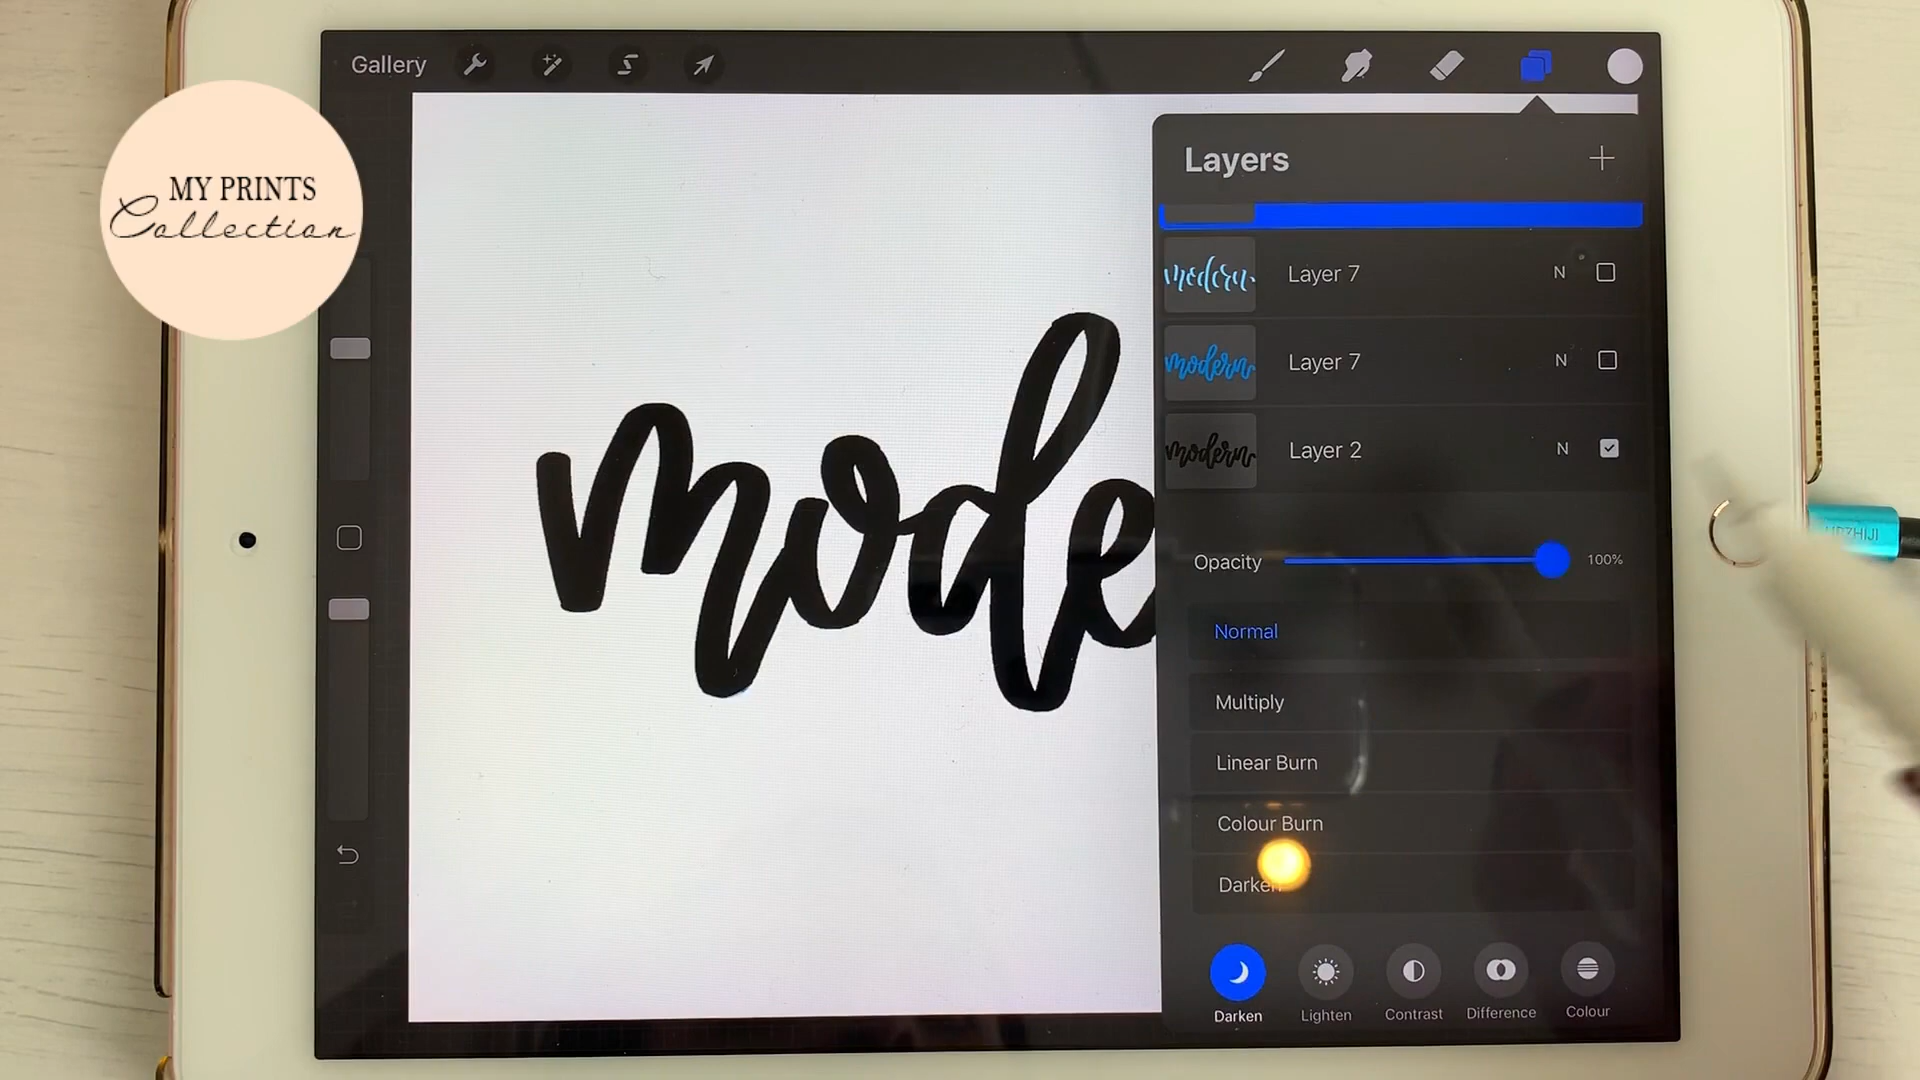 Gallery
MY PRINTS
Collection
Layers
modern
Layer 7
N
modern
Layer 7
N
modern
Layer 2
N
mode
Opacity
100%
Normal
Multiply
Linear Burn
Colour Burn
Darken
Darken
Lighten
Contrast
Difference
Colour